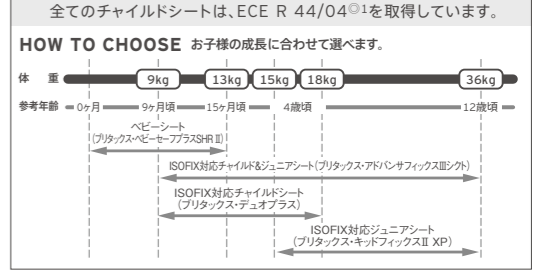 全てのチャイルドシートは、ECE R 44/04◎1を取得しています。
HOW TO CHOOSE お子様の成長に合わせて選べます。
体 重 9kg 13kg 15kg 18kg 36kg
参考年齢 0ヶ月 9ヶ月頃 15ヶ月頃 4歳頃 12歳頃
ベビーシート
(ブリタックス・ベビーセーフプラスSHR II)
ISOFIX対応チャイルド&ジュニアシート(ブリタックス・アドバンサフィックスIIIシクト)
ISOFIX対応チャイルドシート
(ブリタックス・デュオプラス)
ISOFIX対応ジュニアシート
(ブリタックス・キッドフィックスII XP)